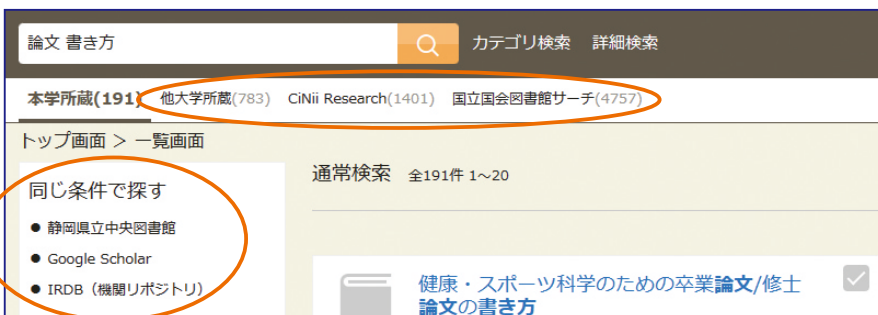 論文 書き方 カテゴリ検索 詳細検索
本学所蔵(191) 他大学所蔵(783) CiNii Research(1401) 国立国会図書館サーチ(4757)
トップ画面 > 一覧画面
同じ条件で探す
● 静岡県立中央図書館
● Google Scholar
● IRDB（機関リポジトリ）
通常検索 全191件 1～20
健康・スポーツ科学のための卒業論文/修士
論文の書き方